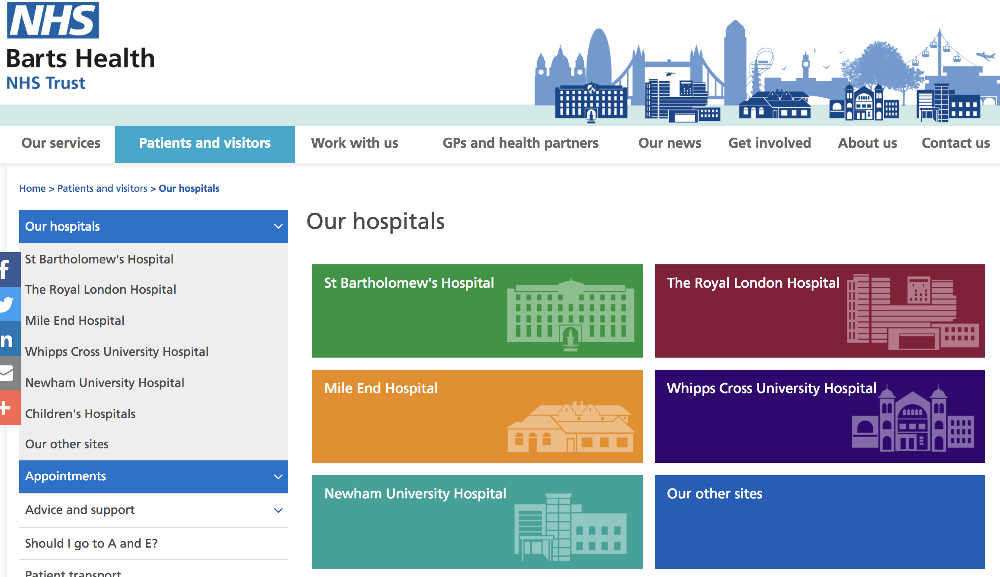 NHS
Barts Health
NHS Trust
Our services
Patients and visitors
Work with us
GPs and health partners
Our news
Get involved
About us
Contact us
Home > Patients and visitors > Our hospitals
Our hospitals
St Bartholomew's Hospital
The Royal London Hospital
Mile End Hospital
Whipps Cross University Hospital
Newham University Hospital
Children's Hospitals
Our other sites
Appointments
Advice and support
Should I go to A and E?
Patient transport
Our hospitals
St Bartholomew's Hospital
The Royal London Hospital
Mile End Hospital
Whipps Cross University Hospital
Newham University Hospital
Our other sites